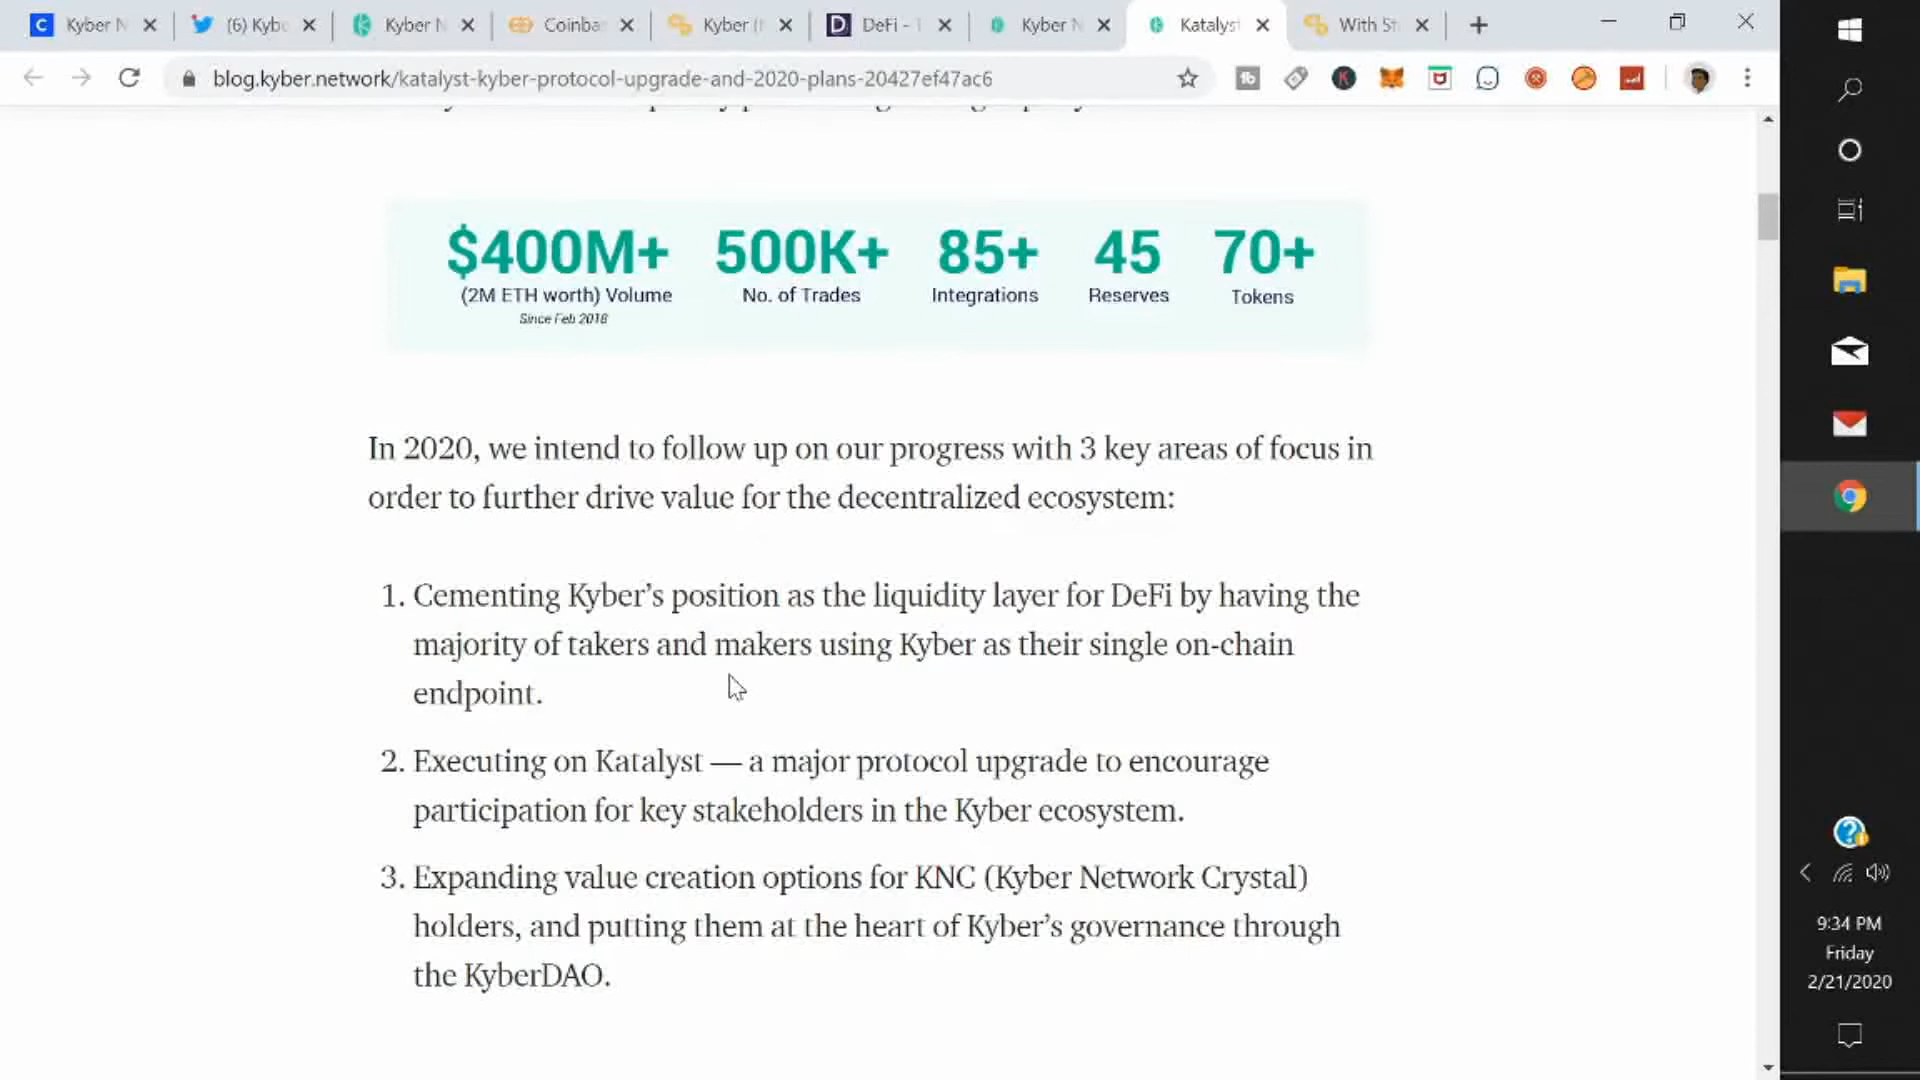 Kyber N
(6) Kybe
Kyber N
Coinba
Kyber (
DeFi -
Kyber N
Katalyst
With St
blog.kyber.network/katalyst-kyber-protocol-upgrade-and-2020-plans-20427ef47ac6
$400M+ 500K+ 85+ 45 70+
(2M ETH worth) Volume No. of Trades Integrations Reserves Tokens
Since Feb 2018
In 2020, we intend to follow up on our progress with 3 key areas of focus in
order to further drive value for the decentralized ecosystem:
1. Cementing Kyber’s position as the liquidity layer for DeFi by having the
majority of takers and makers using Kyber as their single on-chain
endpoint.
2. Executing on Katalyst — a major protocol upgrade to encourage
participation for key stakeholders in the Kyber ecosystem.
3. Expanding value creation options for KNC (Kyber Network Crystal)
holders, and putting them at the heart of Kyber’s governance through
the KyberDAO.
9:34 PM
Friday
2/21/2020